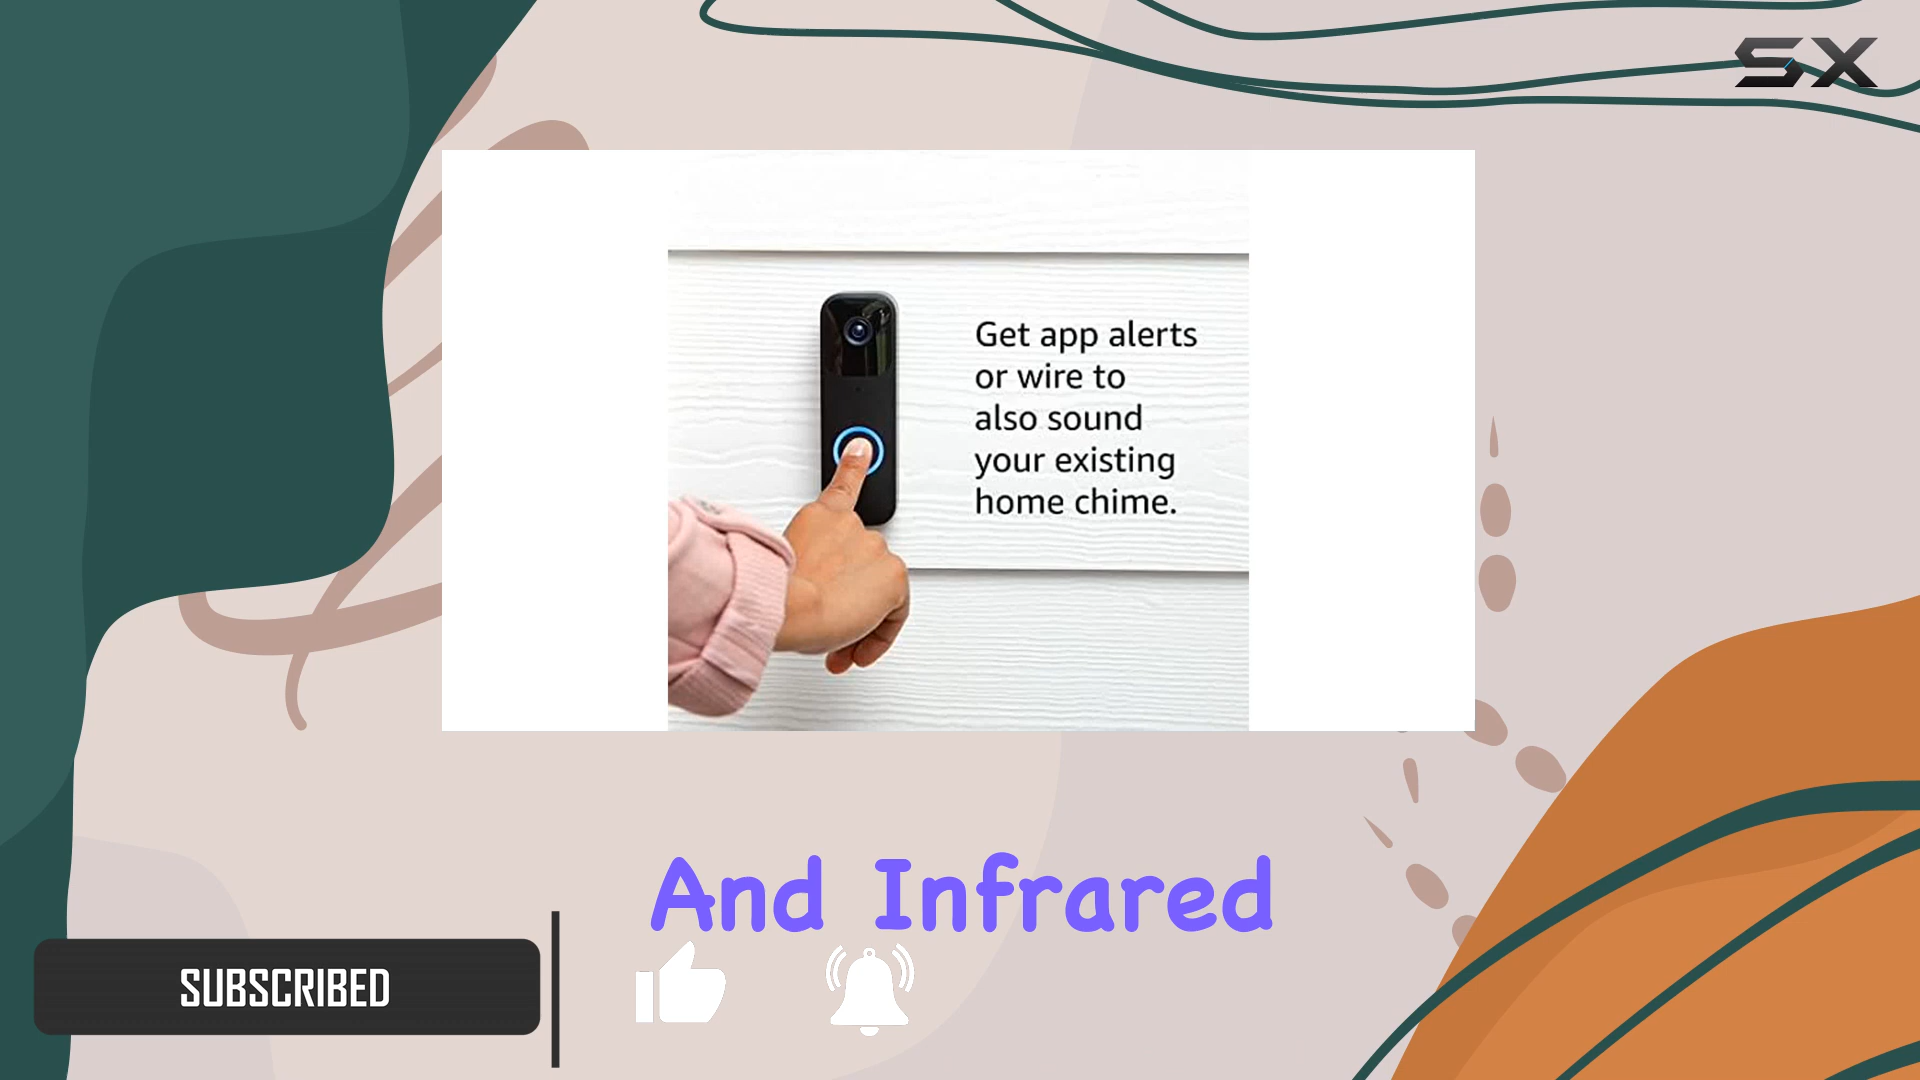 SX
Get app alerts
or wire to
also sound
your existing
home chime.
And Infrared
SUBSCRIBED